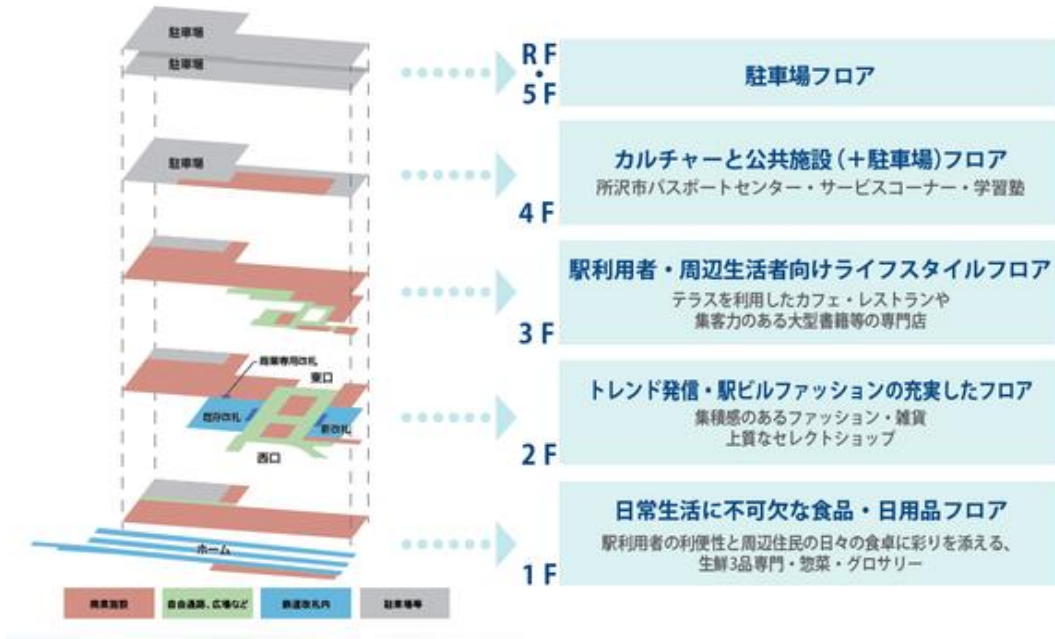 駐車場
駐車場
RF
・
5F
駐車場フロア
駐車場
4F
カルチャーと公共施設（＋駐車場）フロア
所沢市パスポートセンター・サービスコーナー・学習塾
3F
駅利用者・周辺生活者向けライフスタイルフロア
テラスを利用したカフェ・レストランや
集客力のある大型書籍等の専門店
商業専用改札
東口
既存改札
新改札
西口
2F
トレンド発信・駅ビルファッションの充実したフロア
集積感のあるファッション・雑貨
上質なセレクトショップ
ホーム
1F
日常生活に不可欠な食品・日用品フロア
駅利用者の利便性と周辺住民の日々の食卓に彩りを添える、
生鮮3品専門・惣菜・グロサリー
商業施設
自由通路、広場など
鉄道改札内
駐車場等